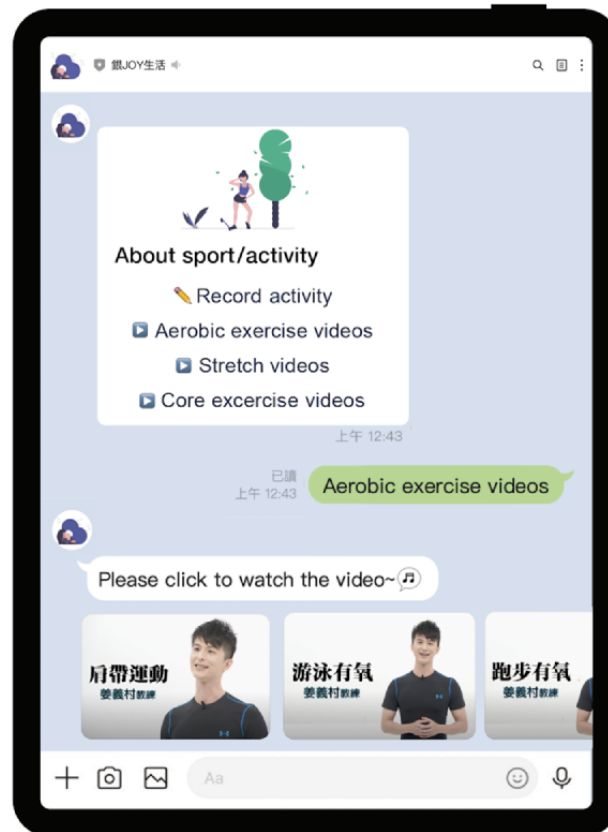 銀JOY生活
About sport/activity
Record activity
Aerobic exercise videos
Stretch videos
Core excercise videos
上午 12:43
已讀
上午 12:43
Aerobic exercise videos
Please click to watch the video~
肩帶運動
姜義村教練
游泳有氧
姜義村教練
跑步有氧
姜義村教練
Aa